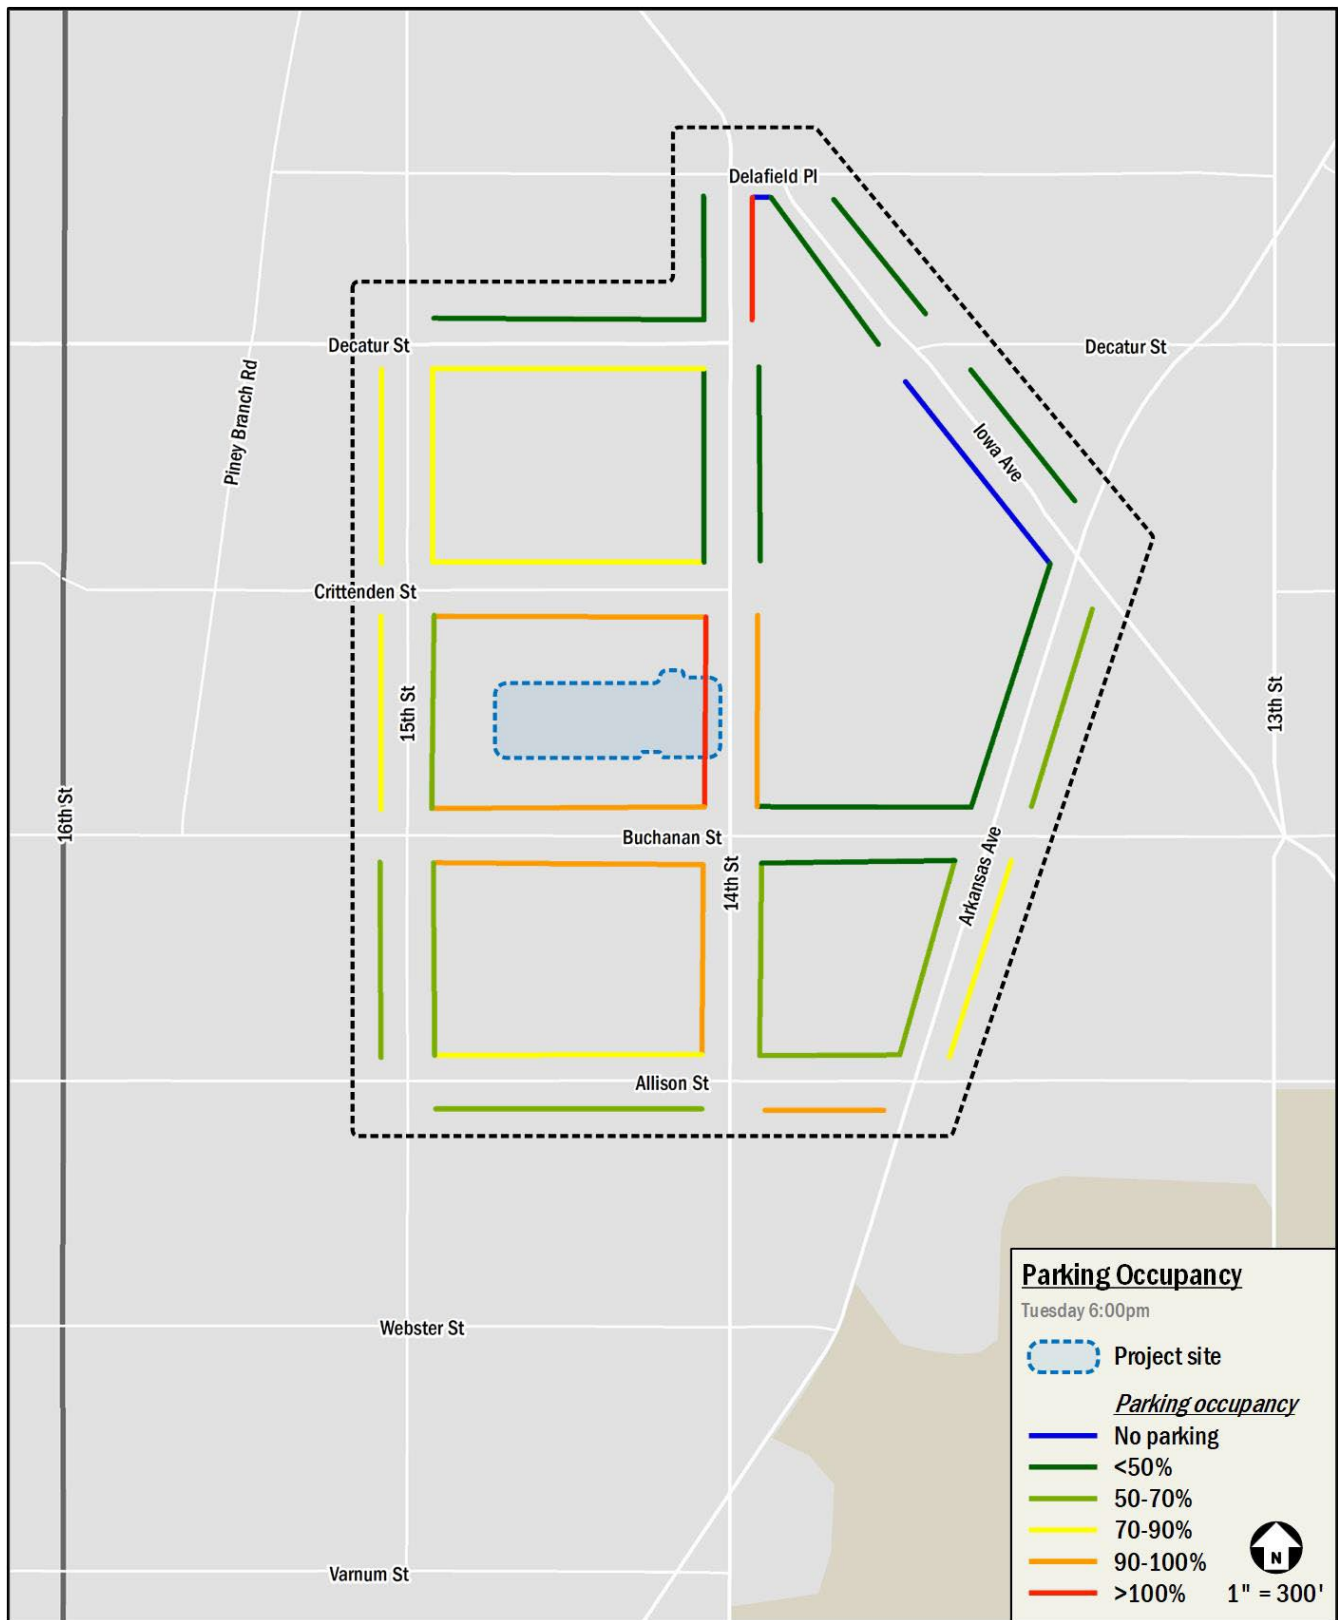 Delafield Pl
Decatur St
Decatur St
Piney Branch Rd
Iowa Ave
Crittenden St
15th St
13th St
16th St
Buchanan St
14th St
Arkansas Ave
Allison St
Webster St
Varnum St
Parking Occupancy
Tuesday 6:00pm
Project site
Parking occupancy
No parking
<50%
50-70%
70-90%
90-100%
>100%
N
1" = 300'